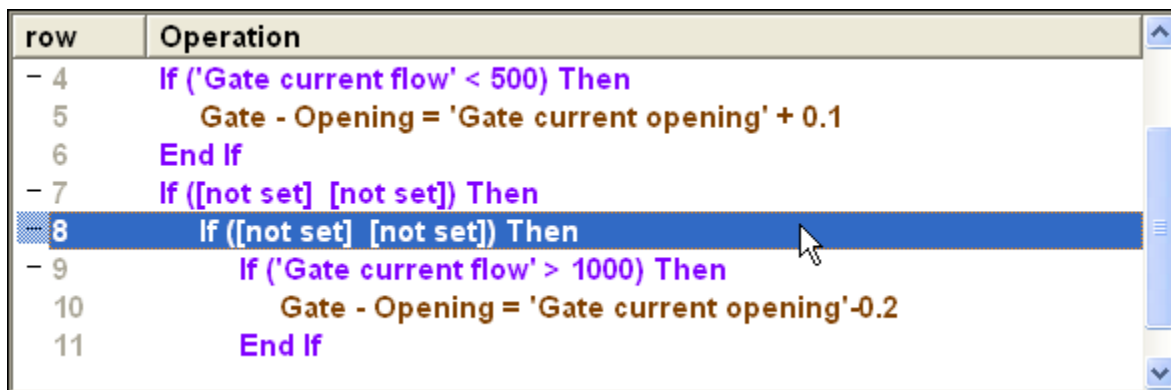 row Operation
- 4 If ('Gate current flow' < 500) Then
5 Gate - Opening = 'Gate current opening' + 0.1
6 End If
- 7 If ([not set]  [not set]) Then
- 8 If ([not set]  [not set]) Then
- 9 If ('Gate current flow' > 1000) Then
10 Gate - Opening = 'Gate current opening'-0.2
11 End If